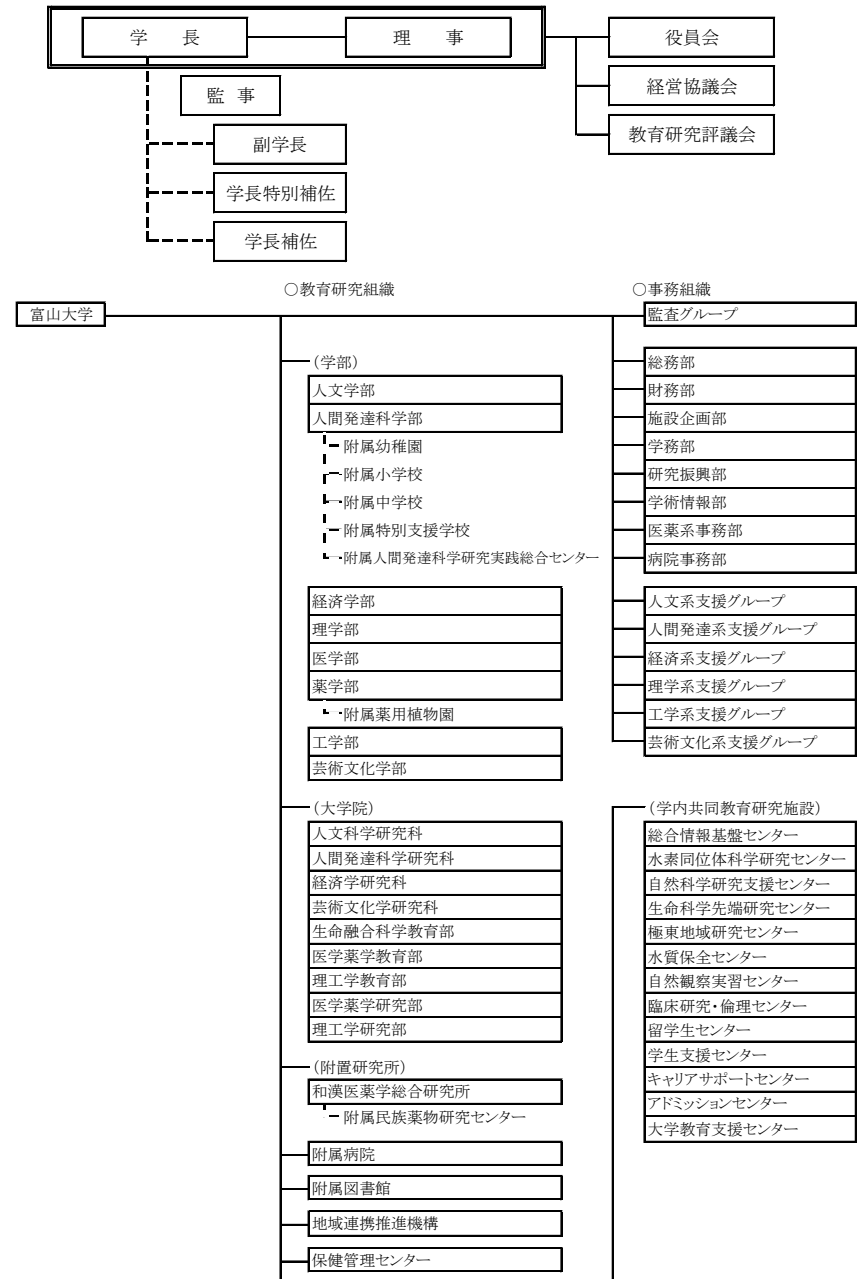 学　長
理　事
役員会
監 事
経営協議会
副学長
教育研究評議会
学長特別補佐
学長補佐
○教育研究組織
○事務組織
富山大学
監査グループ
(学部)
人文学部
人間発達科学部
附属幼稚園
附属小学校
附属中学校
附属特別支援学校
附属人間発達科学研究実践総合センター
経済学部
理学部
医学部
薬学部
附属薬用植物園
工学部
芸術文化学部
総務部
財務部
施設企画部
学務部
研究振興部
学術情報部
医薬系事務部
病院事務部
人文系支援グループ
人間発達系支援グループ
経済系支援グループ
理学系支援グループ
工学系支援グループ
芸術文化系支援グループ
(大学院)
人文科学研究科
人間発達科学研究科
経済学研究科
芸術文化学研究科
生命融合科学教育部
医学薬学教育部
理工学教育部
医学薬学研究部
理工学研究部
(附置研究所)
和漢医薬学総合研究所
附属民族薬物研究センター
附属病院
附属図書館
地域連携推進機構
保健管理センター
(学内共同教育研究施設)
総合情報基盤センター
水素同位体科学研究センター
自然科学研究支援センター
生命科学先端研究センター
極東地域研究センター
水質保全センター
自然観察実習センター
臨床研究・倫理センター
留学生センター
学生支援センター
キャリアサポートセンター
アドミッションセンター
大学教育支援センター